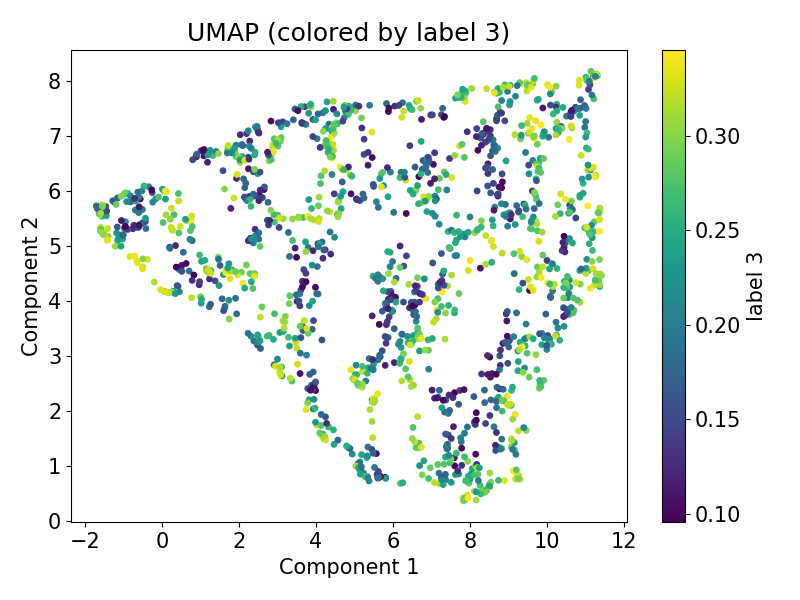 UMAP (colored by label 3)
8
7
6
5
4
3
2
1
0
Component 2
−2 0 2 4 6 8 10 12
Component 1
0.30
0.25
0.20
0.15
0.10
label 3